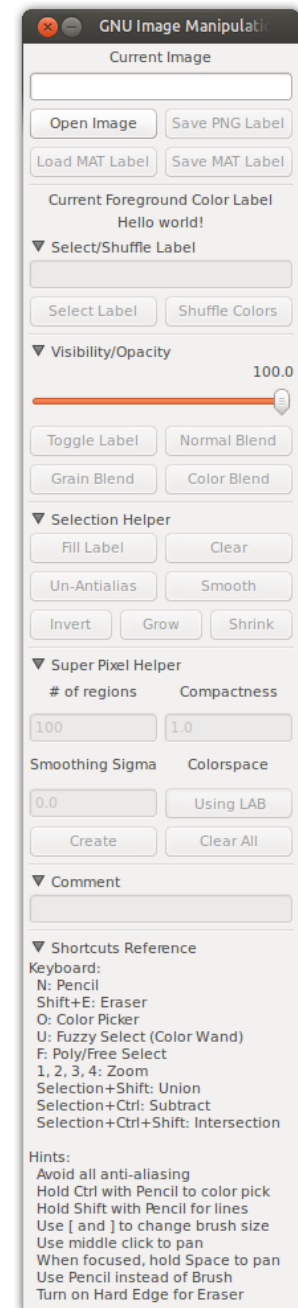 GNU Image Manipulati
Current Image
Open Image
Save PNG Label
Load MAT Label
Save MAT Label
Current Foreground Color Label
Hello world!
Select/Shuffle Label
Select Label
Shuffle Colors
Visibility/Opacity
100.0
Toggle Label
Normal Blend
Grain Blend
Color Blend
Selection Helper
Fill Label
Clear
Un-Antialias
Smooth
Invert
Grow
Shrink
Super Pixel Helper
# of regions
Compactness
100
1.0
Smoothing Sigma
Colorspace
0.0
Using LAB
Create
Clear All
Comment
Shortcuts Reference
Keyboard:
N: Pencil
Shift+E: Eraser
O: Color Picker
U: Fuzzy Select (Color Wand)
F: Poly/Free Select
1, 2, 3, 4: Zoom
Selection+Shift: Union
Selection+Ctrl: Subtract
Selection+Ctrl+Shift: Intersection
Hints:
Avoid all anti-aliasing
Hold Ctrl with Pencil to color pick
Hold Shift with Pencil for lines
Use [ and ] to change brush size
Use middle click to pan
When focused, hold Space to pan
Use Pencil instead of Brush
Turn on Hard Edge for Eraser